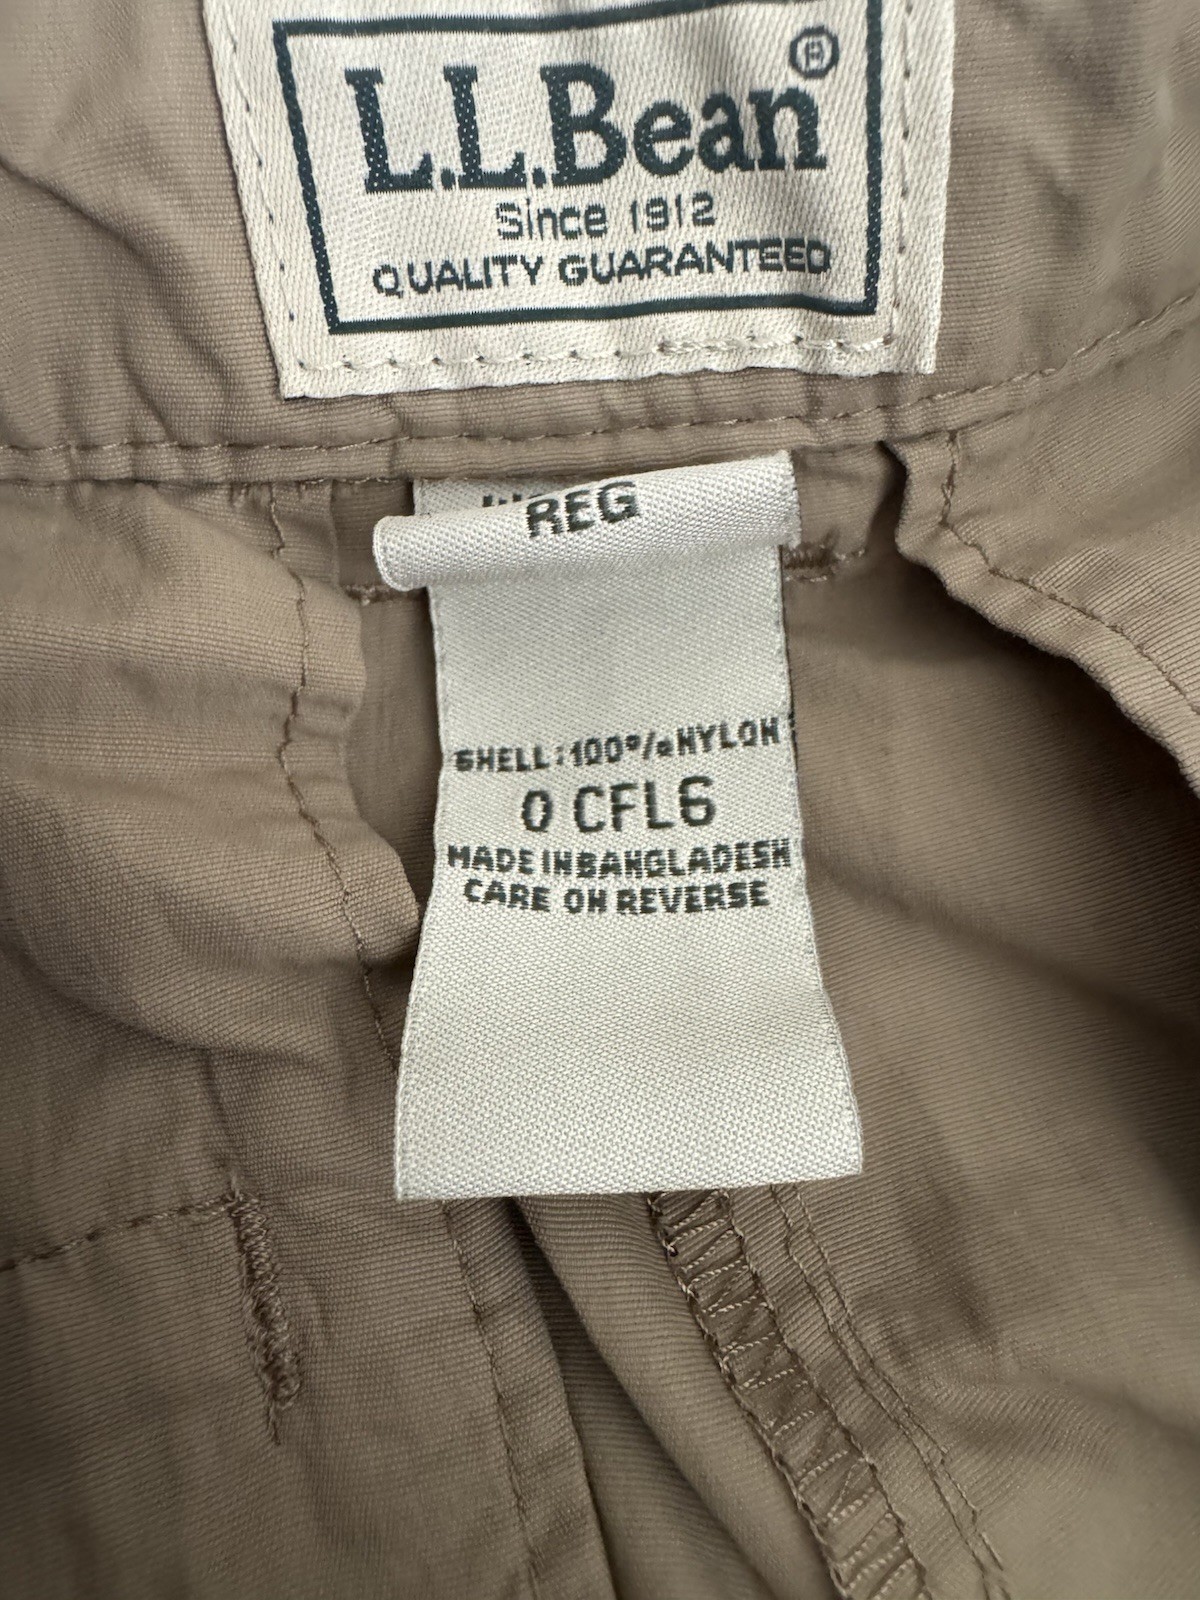 L.L.Bean®
Since 1912
QUALITY GUARANTEED
REG
SHELL:100%NYLON
0 CFL6
MADE IN BANGLADESH
CARE ON REVERSE